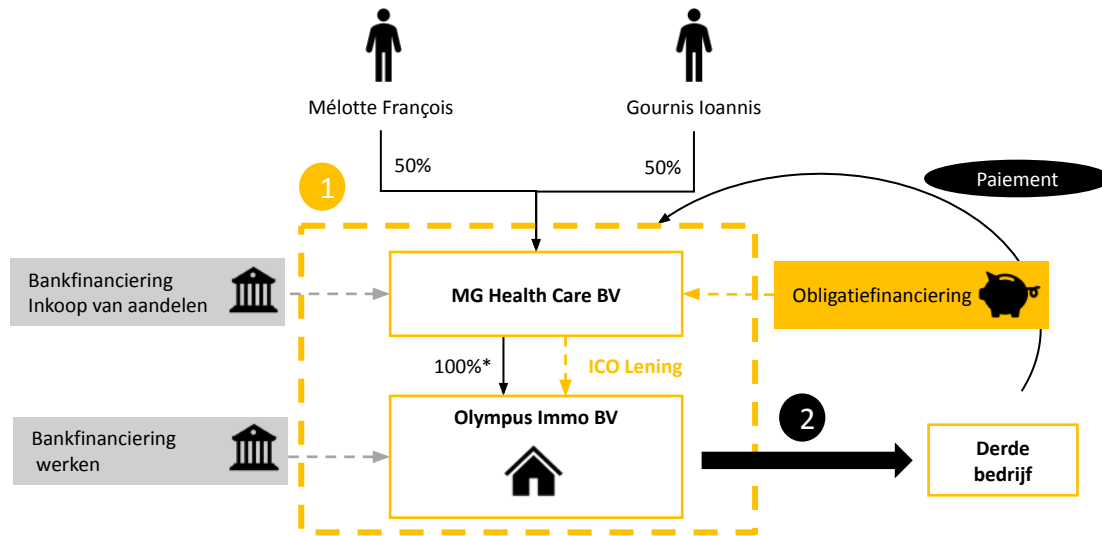 Mélotte François
Gournis Ioannis
50%
50%
1
Paiement
Bankfinanciering
Inkoop van aandelen
MG Health Care BV
Obligatiefinanciering
100%*
ICO Lening
Olympus Immo BV
2
Bankfinanciering
werken
Derde
bedrijf